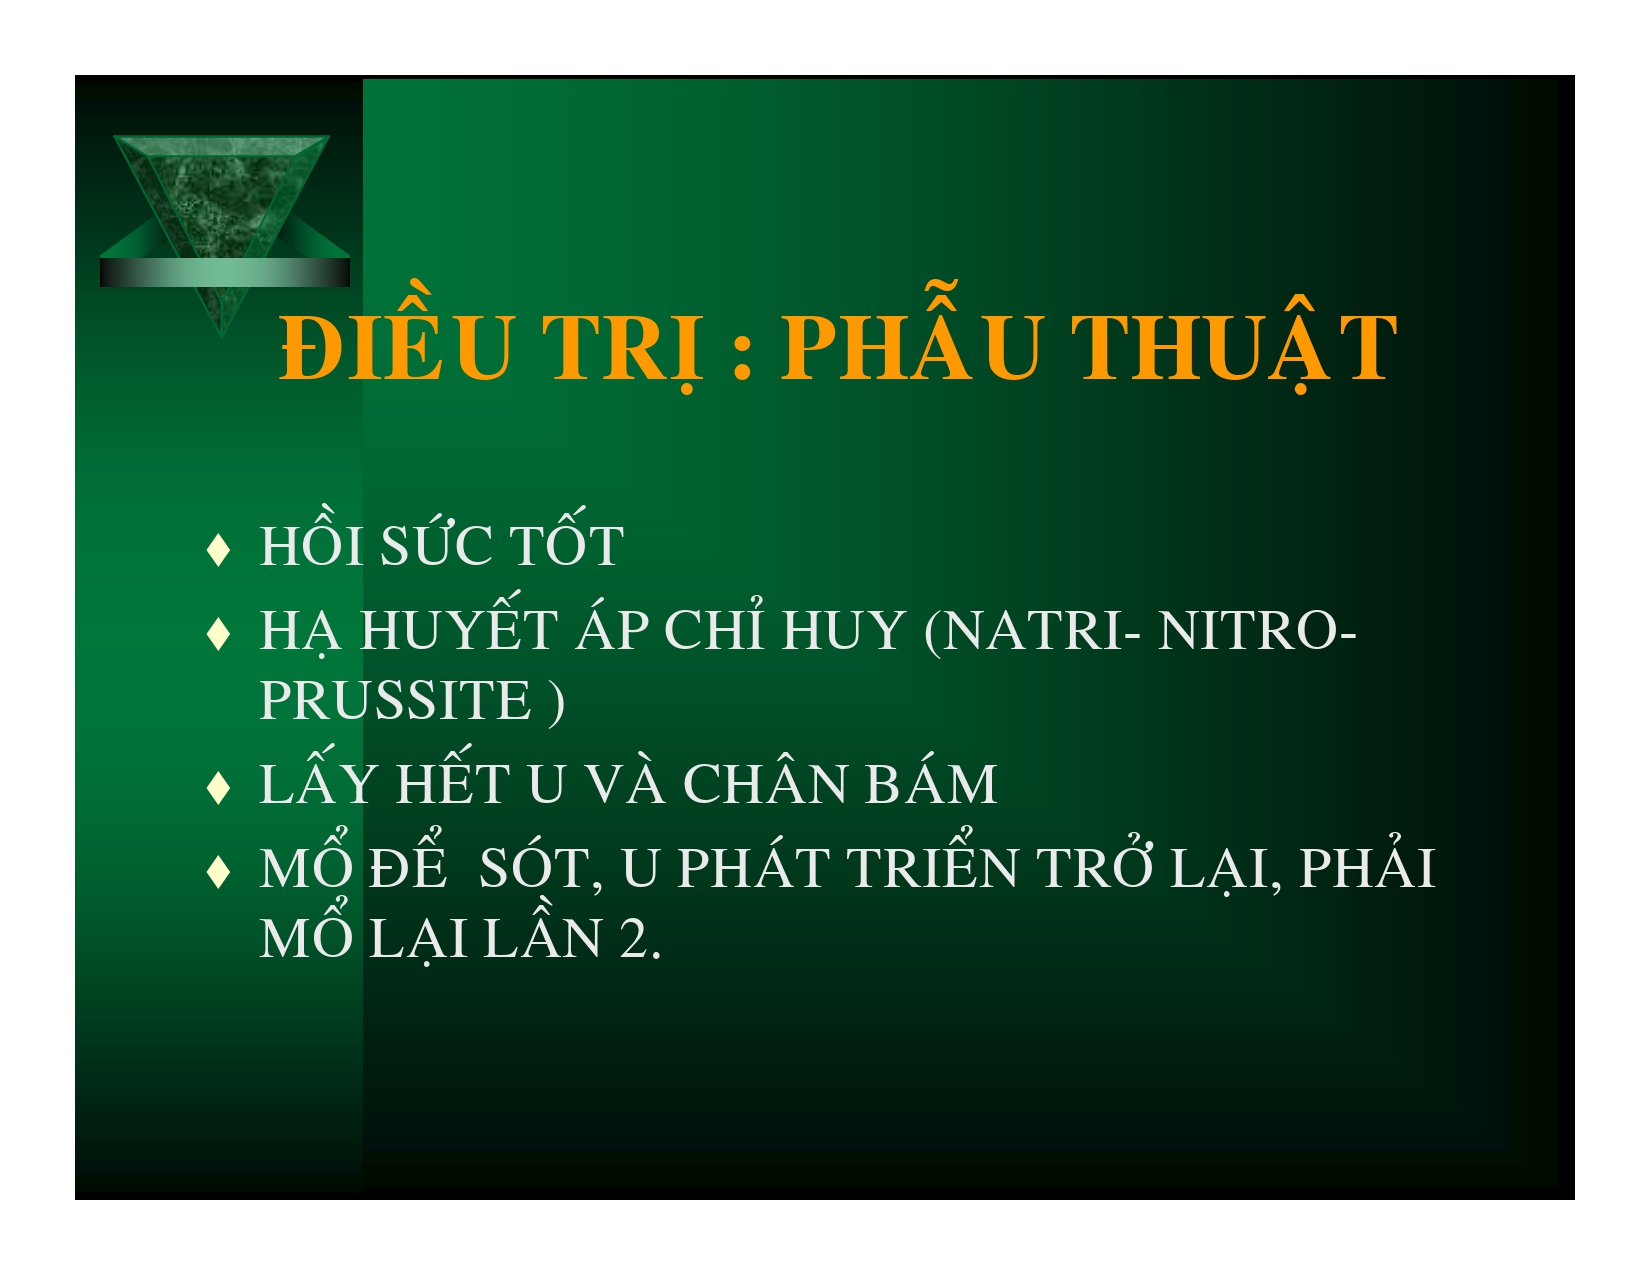 ĐIỀU TRỊ : PHẪU THUẬT
HỒI SỨC TỐT
HẠ HUYẾT ÁP CHỈ HUY (NATRI- NITRO-
PRUSSITE )
LẤY HẾT U VÀ CHÂN BÁM
MỔ ĐỂ SÓT, U PHÁT TRIỂN TRỞ LẠI, PHẢI
MỔ LẠI LẦN 2.